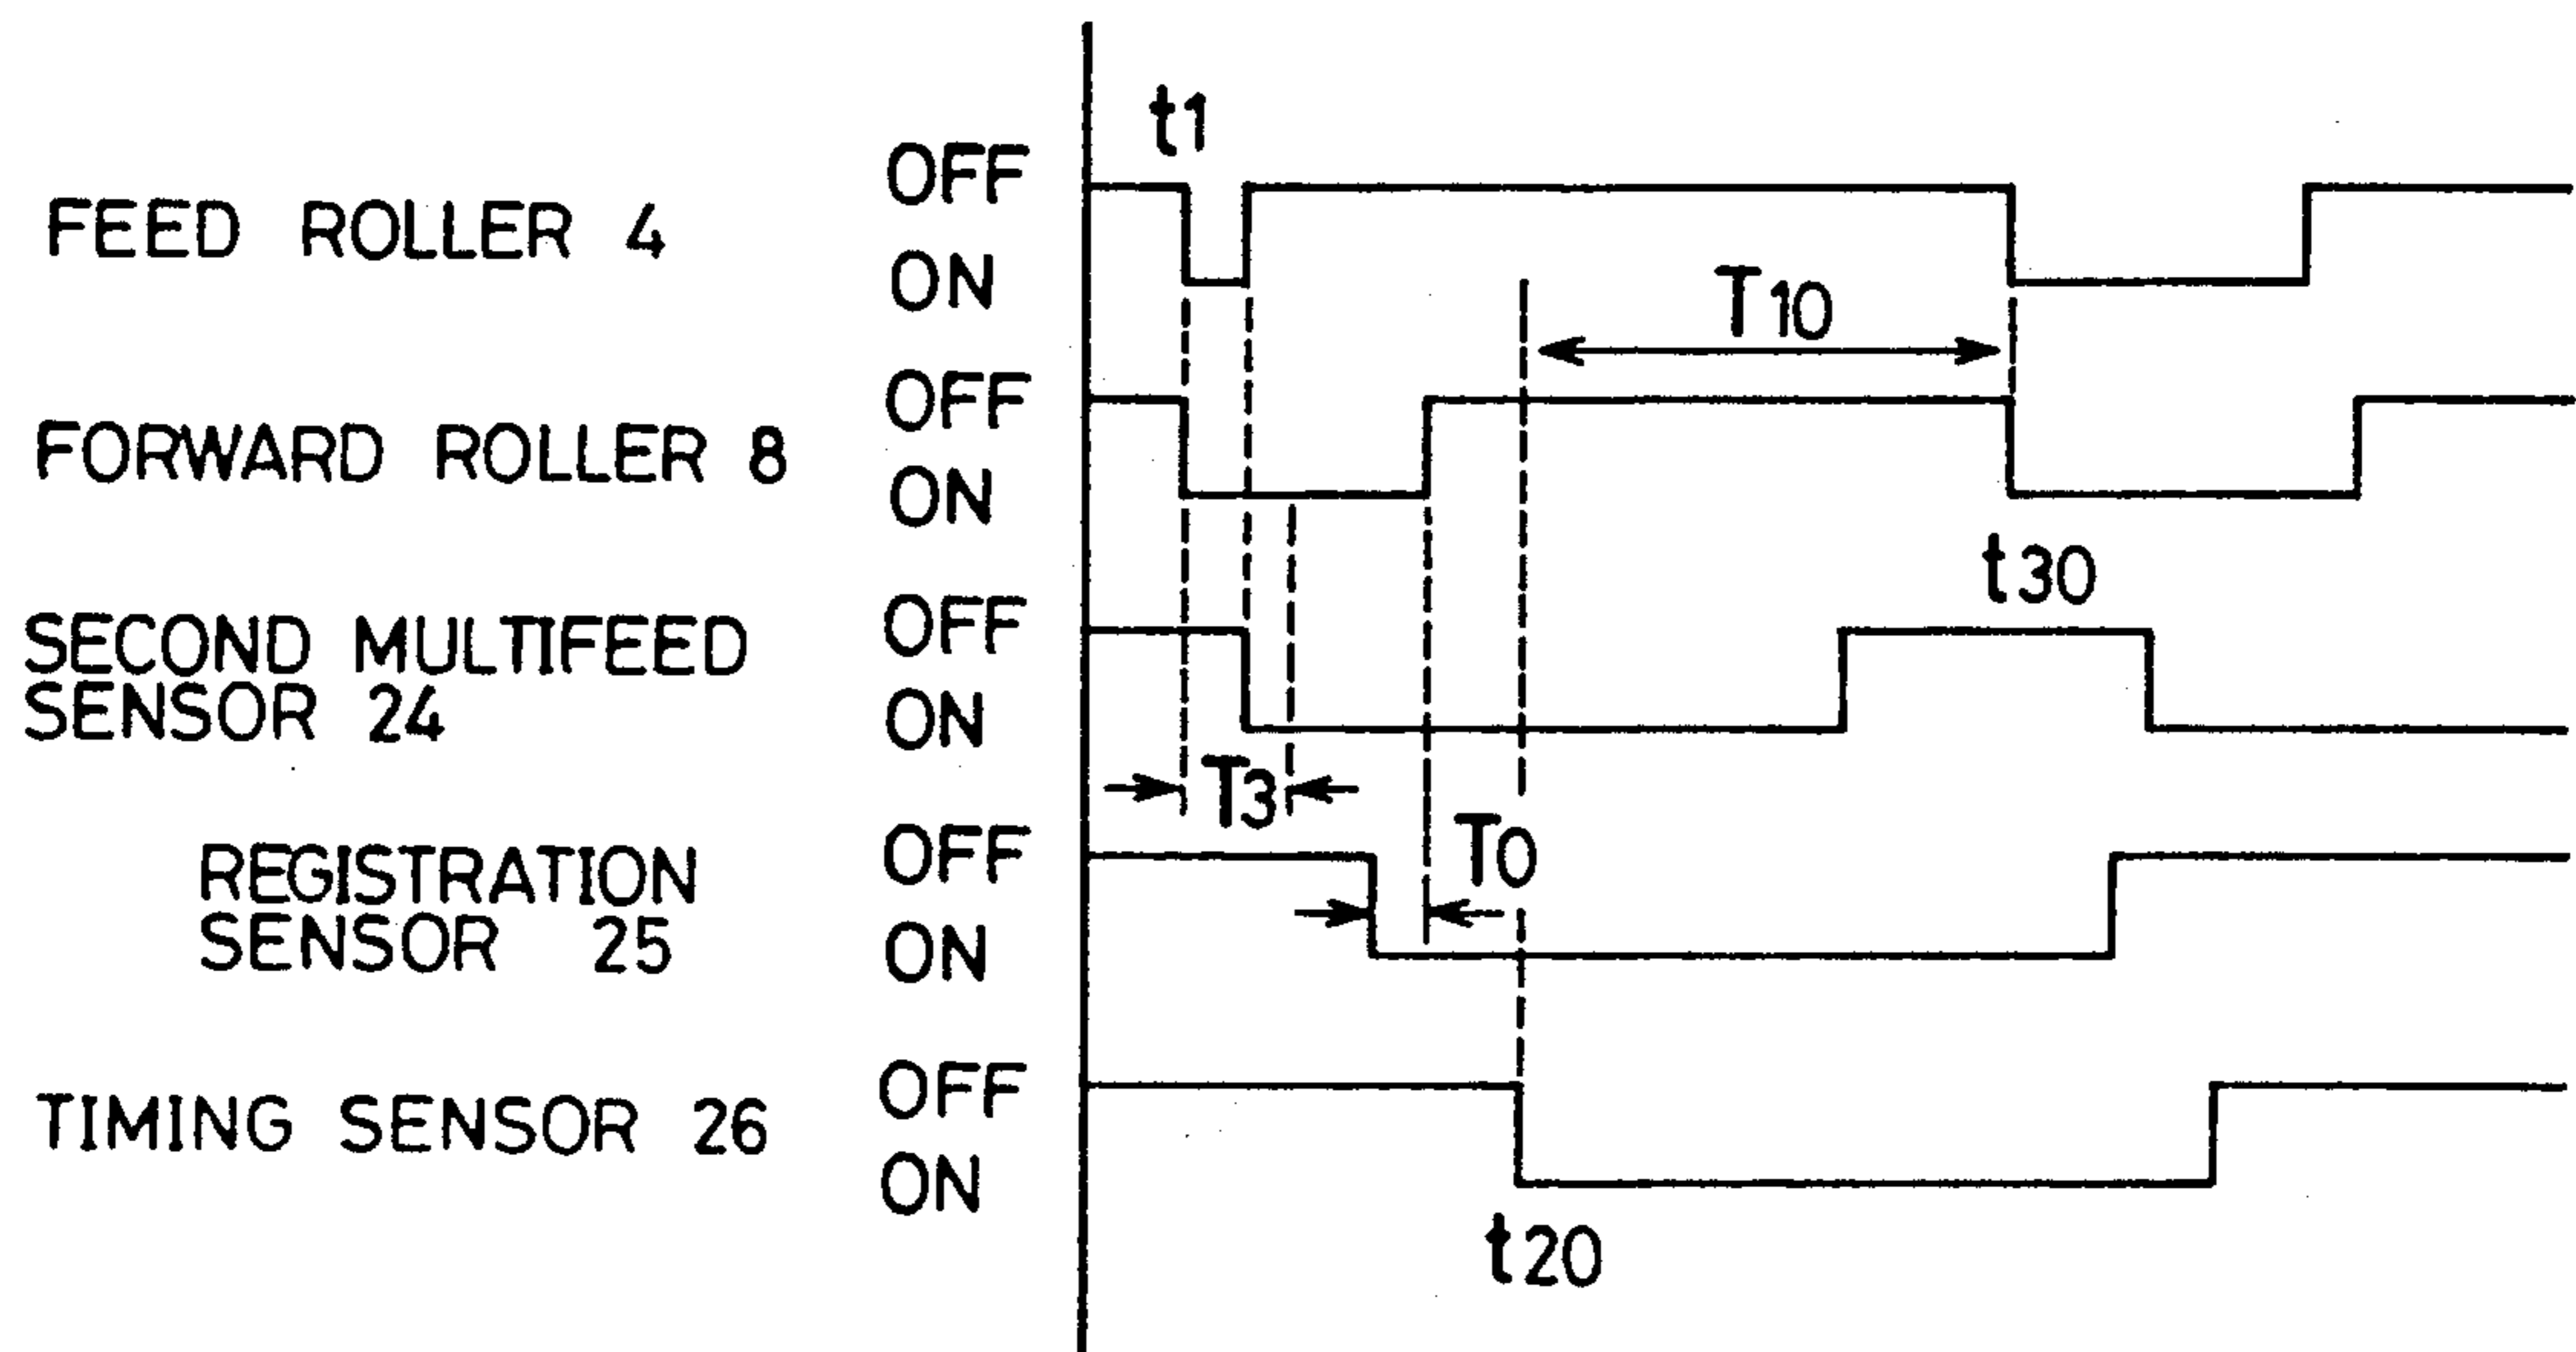 t1
OFF
FEED ROLLER 4
ON
T10
OFF
FORWARD ROLLER 8
ON
t30
OFF
SECOND MULTIFEED
SENSOR 24
ON
T3
T0
OFF
REGISTRATION
SENSOR 25
ON
OFF
TIMING SENSOR 26
ON
t20